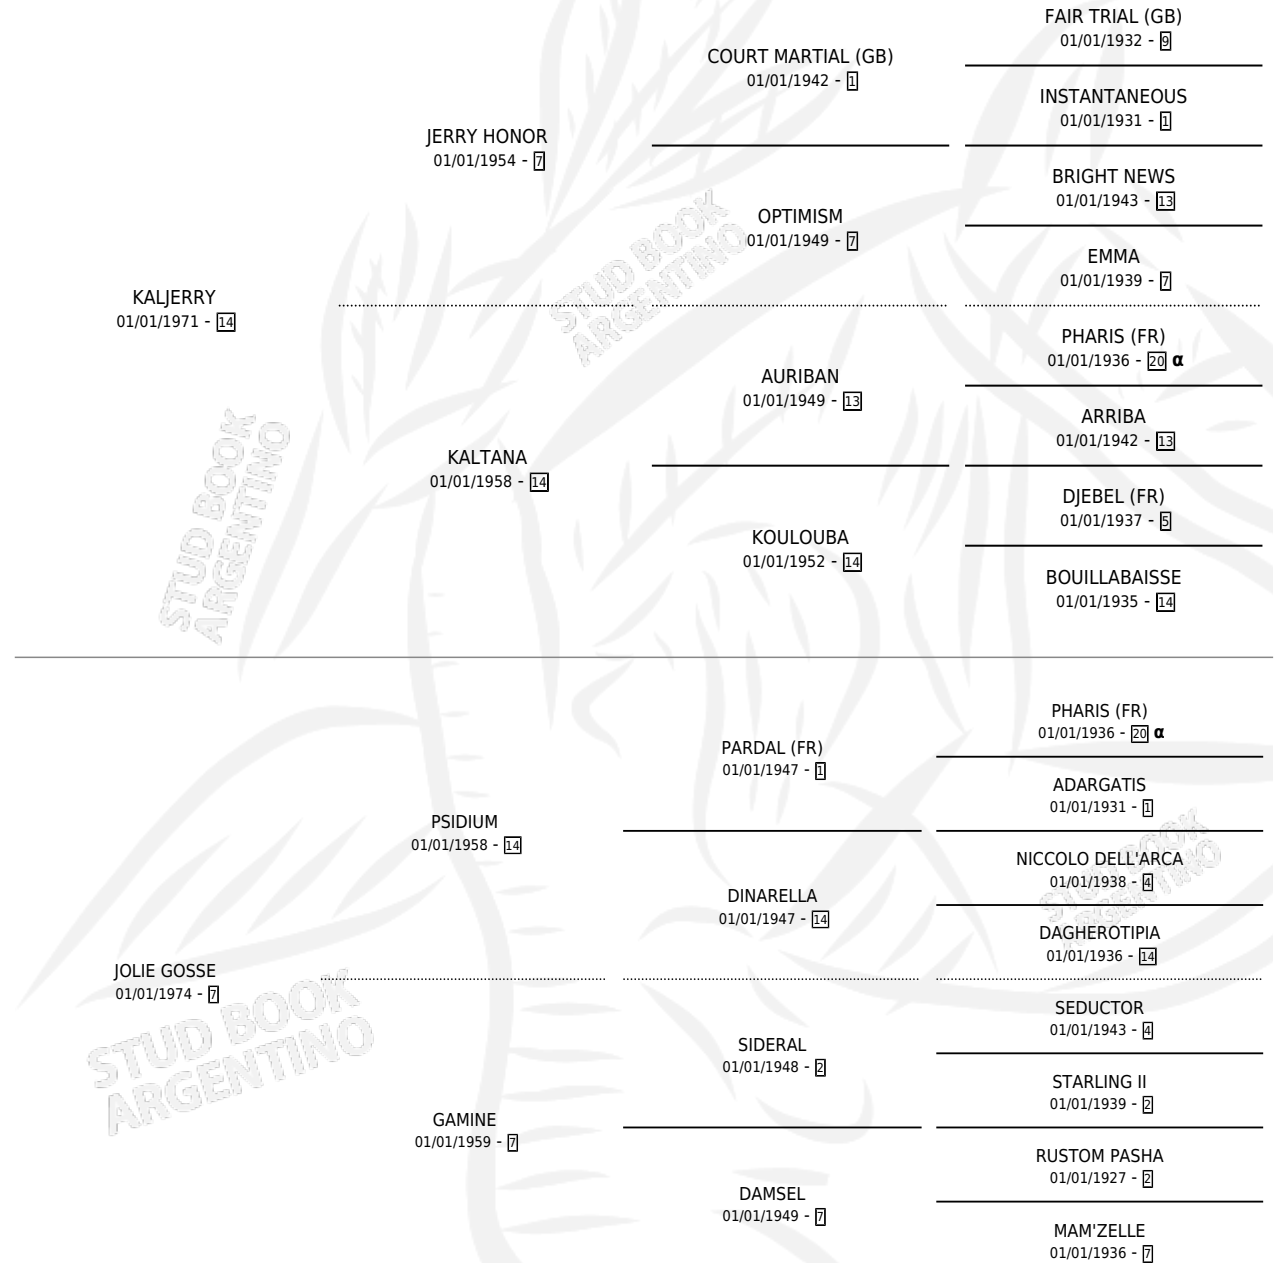 FAIR TRIAL (GB)
01/01/1932 - 9
COURT MARTIAL (GB)
01/01/1942 - 1
INSTANTANEOUS
01/01/1931 - 1
JERRY HONOR
01/01/1954 - 7
BRIGHT NEWS
01/01/1943 - 13
OPTIMISM
01/01/1949 - 7
EMMA
01/01/1939 - 7
KALJERRY
01/01/1971 - 14
PHARIS (FR)
01/01/1936 - 20 α
AURIBAN
01/01/1949 - 13
ARRIBA
01/01/1942 - 13
KALTANA
01/01/1958 - 14
DJEBEL (FR)
01/01/1937 - 5
KOULOUBA
01/01/1952 - 14
BOUILLABAISSE
01/01/1935 - 14
PHARIS (FR)
01/01/1936 - 20 α
PARDAL (FR)
01/01/1947 - 1
ADARGATIS
01/01/1931 - 1
PSIDIUM
01/01/1958 - 14
NICCOLO DELL'ARCA
01/01/1938 - 4
DINARELLA
01/01/1947 - 14
DAGHEROTIPIA
01/01/1936 - 14
JOLIE GOSSE
01/01/1974 - 7
SEDUCTOR
01/01/1943 - 4
SIDERAL
01/01/1948 - 2
STARLING II
01/01/1939 - 2
GAMINE
01/01/1959 - 7
RUSTOM PASHA
01/01/1927 - 2
DAMSEL
01/01/1949 - 7
MAM'ZELLE
01/01/1936 - 7
STUD BOOK
ARGENTINO
STUD BOOK
ARGENTINO
STUD BOOK
ARGENTINO
STUD BOOK
ARGENTINO